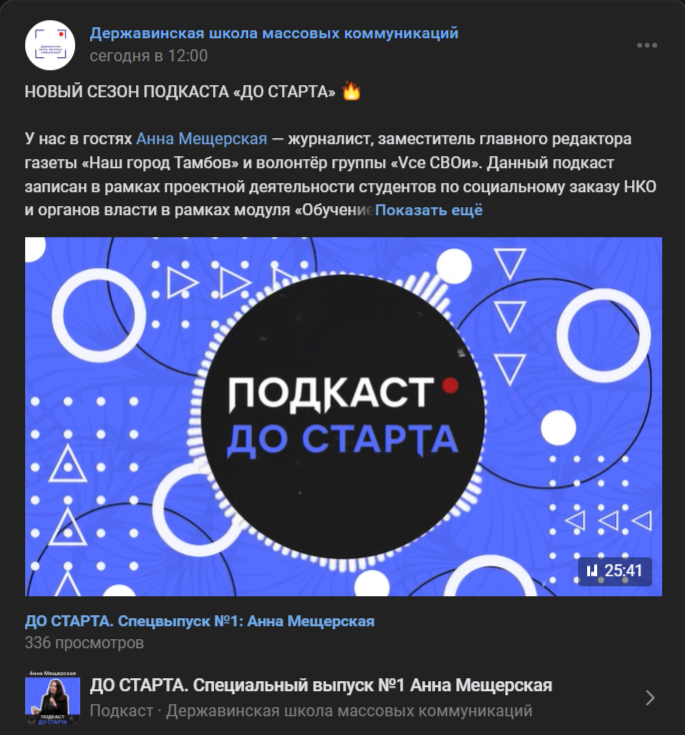 Державинская школа массовых коммуникаций
сегодня в 12:00
НОВЫЙ СЕЗОН ПОДКАСТА «ДО СТАРТА» 🔥
У нас в гостях Анна Мещерская — журналист, заместитель главного редактора
газеты «Наш город Тамбов» и волонтёр группы «Vсе СВОи». Данный подкаст
записан в рамках проектной деятельности студентов по социальному заказу НКО
и органов власти в рамках модуля «Обучение Показать ещё
ПОДКАСТ
ДО СТАРТА
25:41
ДО СТАРТА. Спецвыпуск №1: Анна Мещерская
336 просмотров
Анна Мещерская
ПОДКАСТ
ДО СТАРТА
ДО СТАРТА. Специальный выпуск №1 Анна Мещерская
Подкаст · Державинская школа массовых коммуникаций